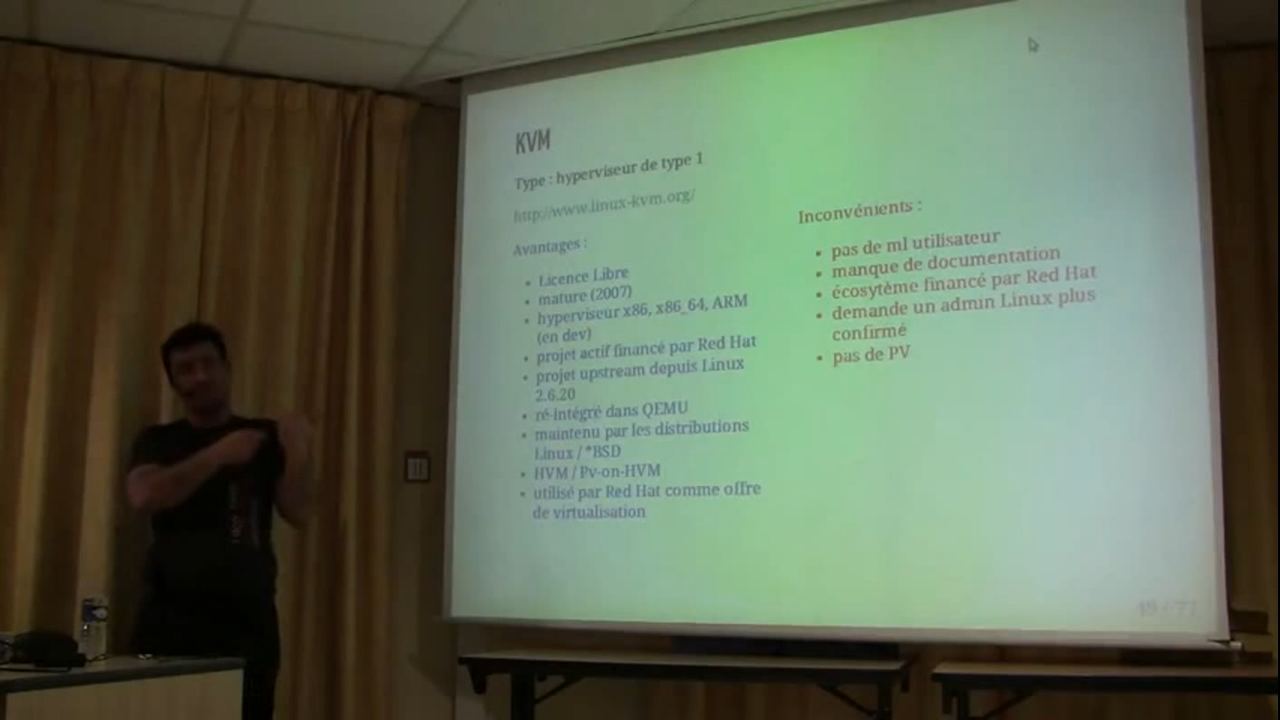 KVM
Type : hyperviseur de type 1
http://www.linux-kvm.org/
Avantages :
• Licence Libre
• mature (2007)
• hyperviseur x86, x86_64, ARM
(en dev)
• projet actif financé par Red Hat
• projet upstream depuis Linux
2.6.20
• ré-intégré dans QEMU
• maintenu par les distributions
Linux / *BSD
• HVM / Pv-on-HVM
• utilisé par Red Hat comme offre
de virtualisation
Inconvénients :
• pas de ml utilisateur
• manque de documentation
• écosytème financé par Red Hat
• demande un admin Linux plus
confirmé
• pas de PV